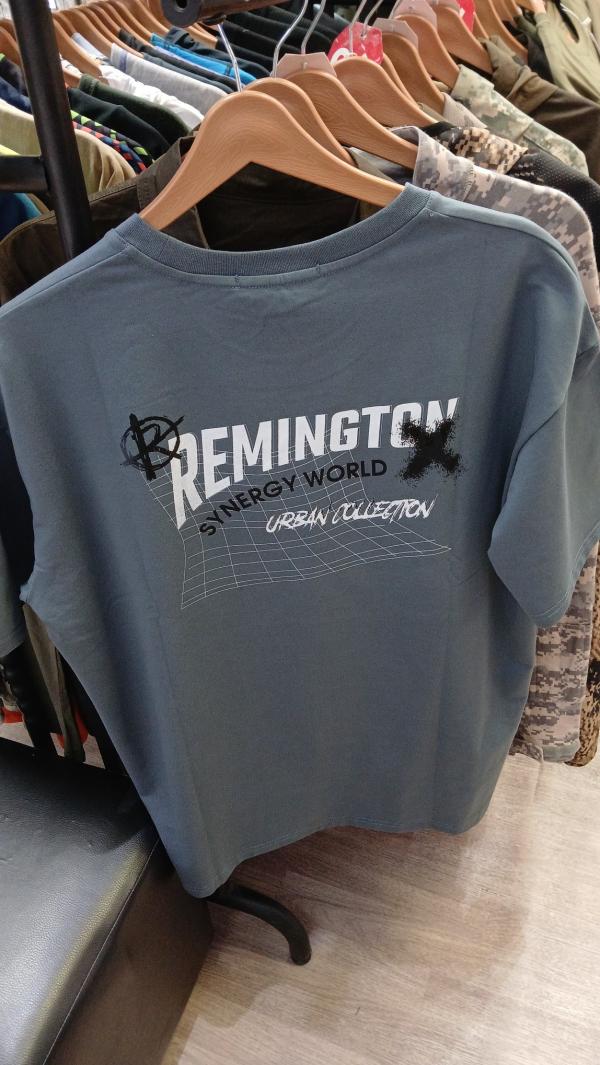 R
REMINGTON
X
SYNERGY WORLD
URBAN COLLECTION